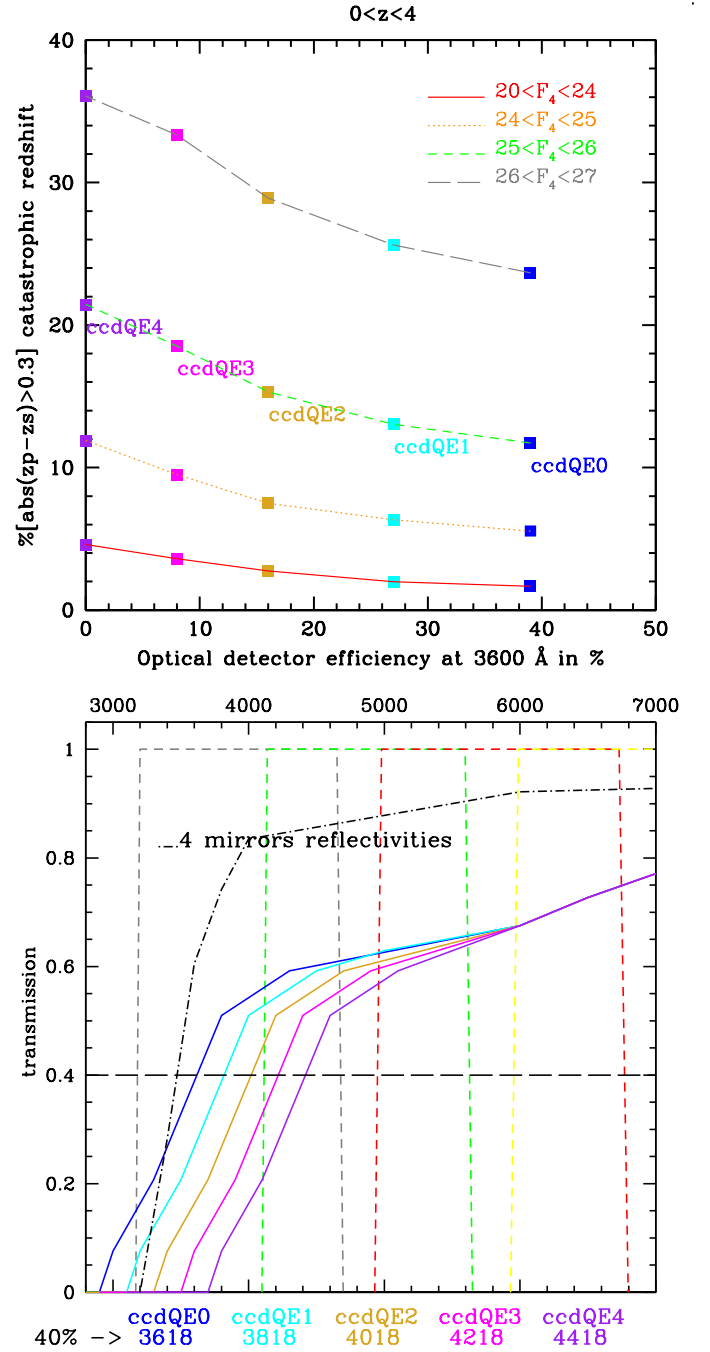 0<z<4
40
30
20
10
0
%[abs(zp-zs)>0.3] catastrophic redshift
20<F4<24
24<F4<25
25<F4<26
26<F4<27
ccdQE4
ccdQE3
ccdQE2
ccdQE1
ccdQE0
0 10 20 30 40 50
Optical detector efficiency at 3600 Å in %
3000 4000 5000 6000 7000
1
0.8
0.6
0.4
0.2
0
transmission
4 mirrors reflectivities
ccdQE0 ccdQE1 ccdQE2 ccdQE3 ccdQE4
40% -> 3618 3818 4018 4218 4418